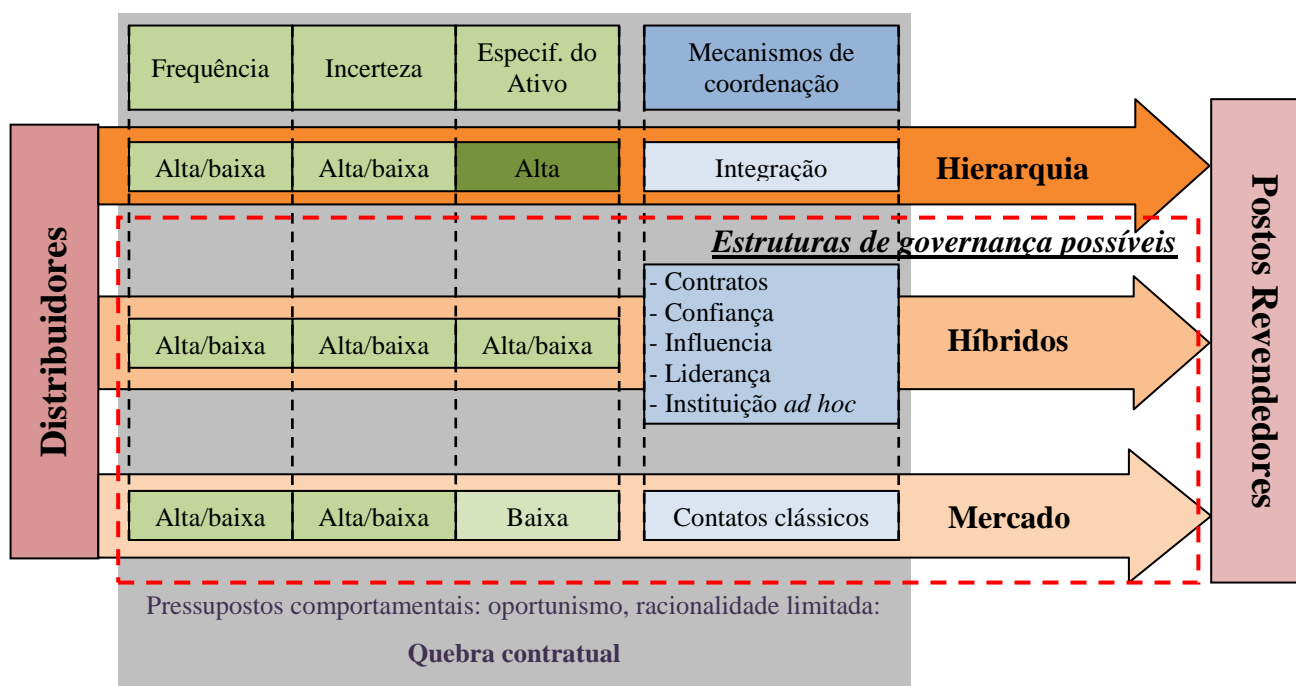 Frequência
Incerteza
Especif. do
Ativo
Mecanismos de
coordenação
Distribuidores
Alta/baixa
Alta/baixa
Alta
Integração
Hierarquia
Postos Revendedores
Estruturas de governança possíveis
Alta/baixa
Alta/baixa
Alta/baixa
- Contratos
- Confiança
- Influencia
- Liderança
- Instituição ad hoc
Híbridos
Alta/baixa
Alta/baixa
Baixa
Contatos clássicos
Mercado
Pressupostos comportamentais: oportunismo, racionalidade limitada:
Quebra contratual